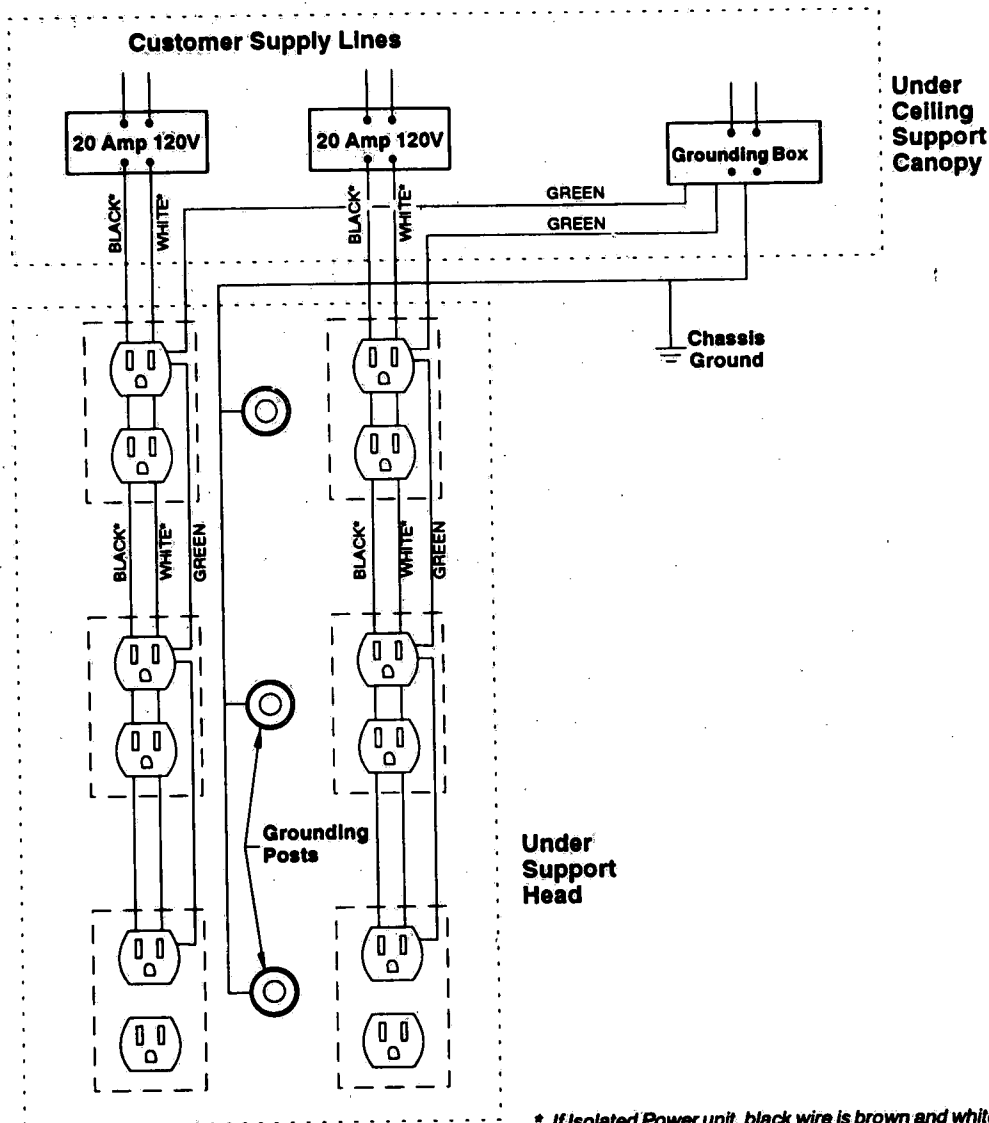 Customer Supply Lines
20 Amp 120V
20 Amp 120V
Grounding Box
Under
Ceiling
Support
Canopy
BLACK*
WHITE*
BLACK*
WHITE*
GREEN
GREEN
Chassis
Ground
BLACK*
WHITE*
GREEN
BLACK*
WHITE*
GREEN
Grounding
Posts
Under
Support
Head
* If Isolated Power unit, black wire is brown and white